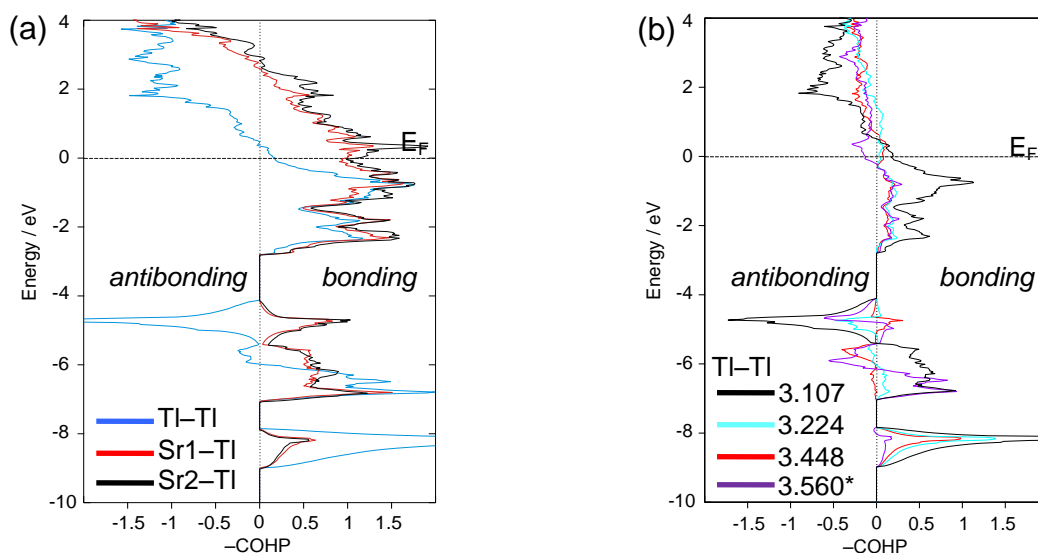 (a)
4
2
0
-2
-4
-6
-8
-10
Energy / eV
E_F
antibonding
bonding
Tl–Tl
Sr1–Tl
Sr2–Tl
-1.5 -1 -0.5 0 0.5 1 1.5
–COHP
(b)
4
2
0
-2
-4
-6
-8
-10
Energy / eV
E_F
antibonding
bonding
Tl–Tl
3.107
3.224
3.448
3.560*
-1.5 -1 -0.5 0 0.5 1 1.5
–COHP